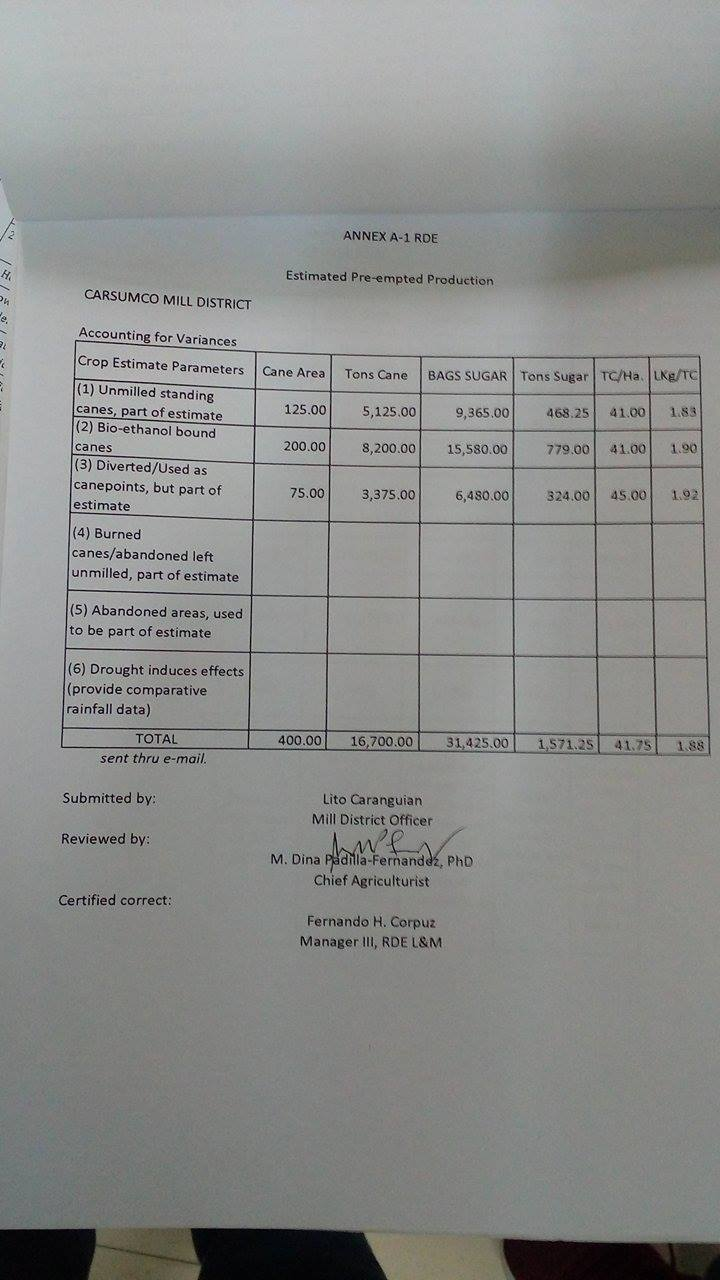 ANNEX A-1 RDE
Estimated Pre-empted Production
CARSUMCO MILL DISTRICT
Accounting for Variances
Crop Estimate Parameters Cane Area Tons Cane BAGS SUGAR Tons Sugar TC/Ha. LKg/TC
(1) Unmilled standing
canes, part of estimate 125.00 5,125.00 9,365.00 468.25 41.00 1.83
(2) Bio-ethanol bound
canes 200.00 8,200.00 15,580.00 779.00 41.00 1.90
(3) Diverted/Used as
canepoints, but part of
estimate 75.00 3,375.00 6,480.00 324.00 45.00 1.92
(4) Burned
canes/abandoned left
unmilled, part of estimate
(5) Abandoned areas, used
to be part of estimate
(6) Drought induces effects
(provide comparative
rainfall data)
TOTAL 400.00 16,700.00 31,425.00 1,571.25 41.75 1.88
sent thru e-mail.
Submitted by: Lito Caranguian
Mill District Officer
Reviewed by:
M. Dina Padilla-Fernandez, PhD
Chief Agriculturist
Certified correct:
Fernando H. Corpuz
Manager III, RDE L&M